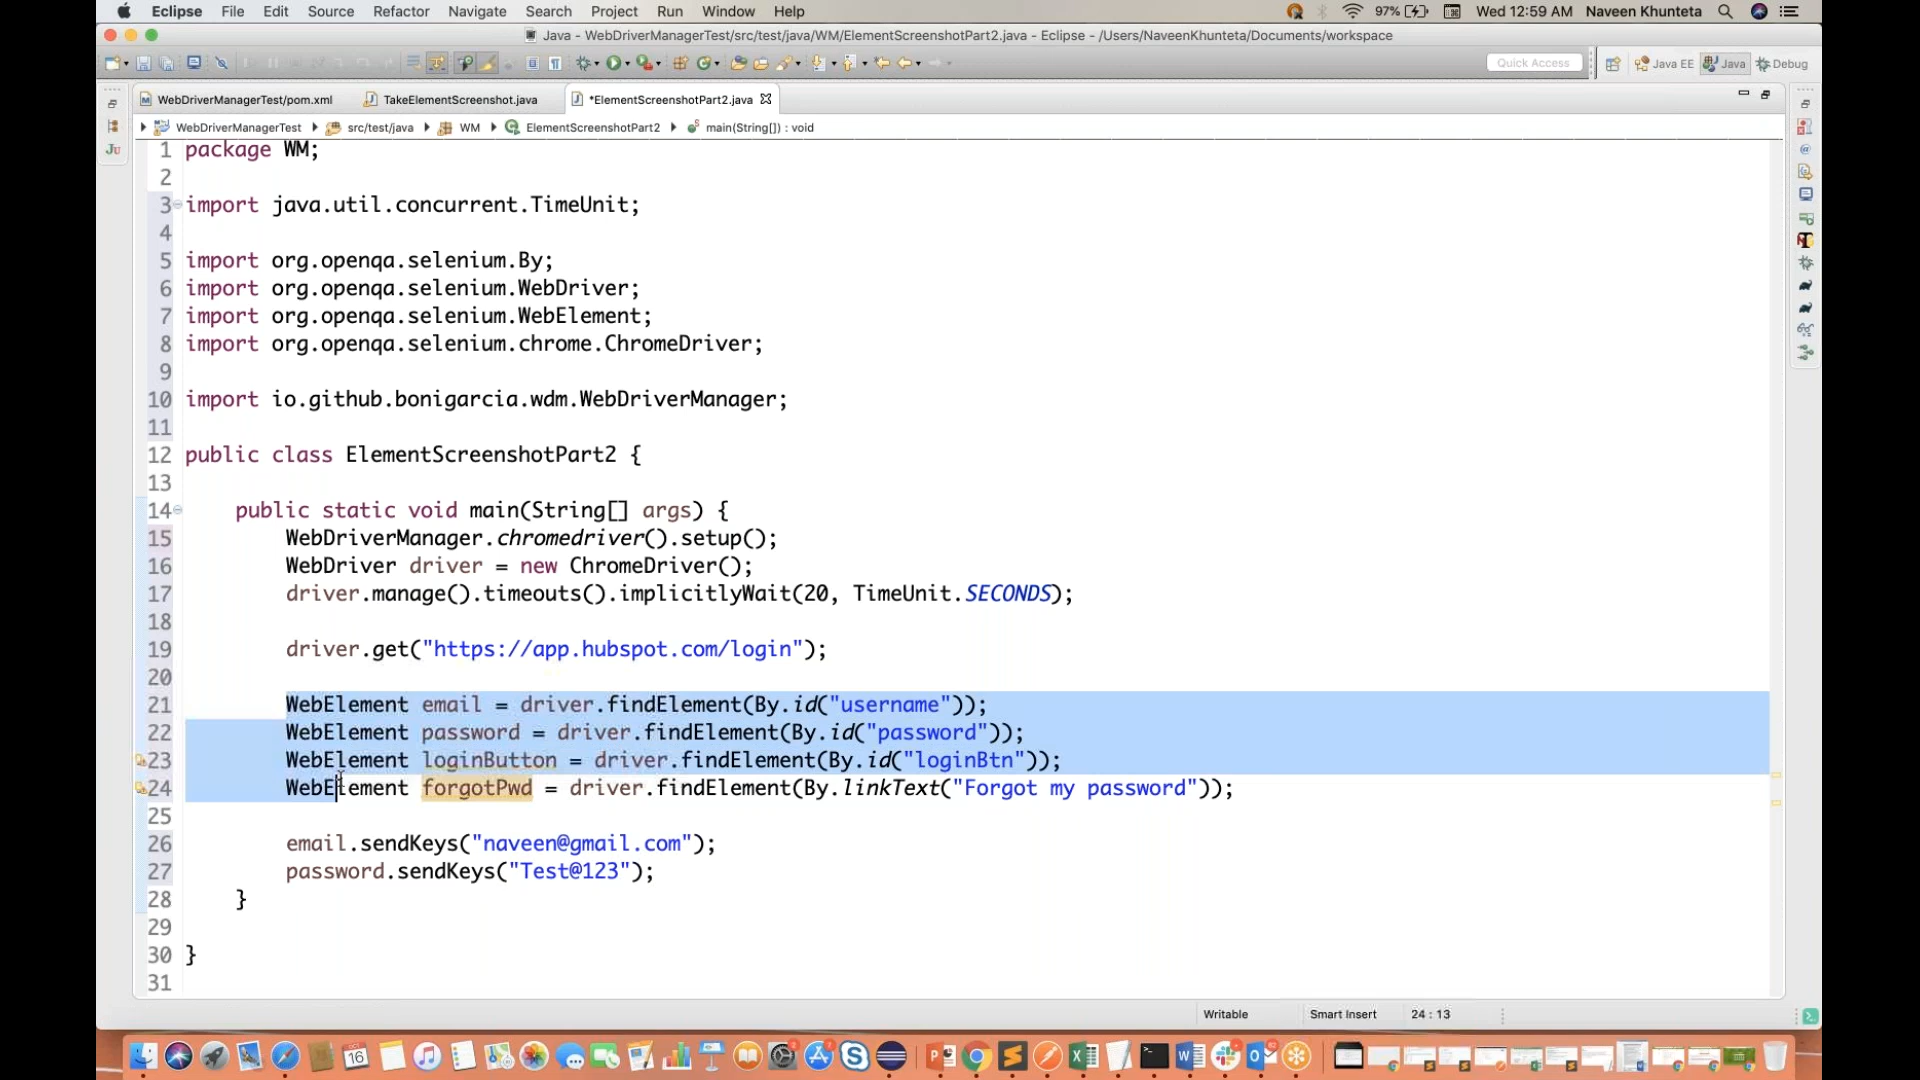 Eclipse File Edit Source Refactor Navigate Search Project Run Window Help 97% Wed 12:59 AM Naveen Khunteta
Java - WebDriverManagerTest/src/test/java/WM/ElementScreenshotPart2.java - Eclipse - /Users/NaveenKhunteta/Documents/workspace
Quick Access Java EE Java Debug
WebDriverManagerTest/pom.xml TakeElementScreenshot.java *ElementScreenshotPart2.java
WebDriverManagerTest src/test/java WM ElementScreenshotPart2 main(String[]) : void
1 package WM;
2
3 import java.util.concurrent.TimeUnit;
4
5 import org.openqa.selenium.By;
6 import org.openqa.selenium.WebDriver;
7 import org.openqa.selenium.WebElement;
8 import org.openqa.selenium.chrome.ChromeDriver;
9
10 import io.github.bonigarcia.wdm.WebDriverManager;
11
12 public class ElementScreenshotPart2 {
13
14 public static void main(String[] args) {
15 WebDriverManager.chromedriver().setup();
16 WebDriver driver = new ChromeDriver();
17 driver.manage().timeouts().implicitlyWait(20, TimeUnit.SECONDS);
18
19 driver.get("https://app.hubspot.com/login");
20
21 WebElement email = driver.findElement(By.id("username"));
22 WebElement password = driver.findElement(By.id("password"));
23 WebElement loginButton = driver.findElement(By.id("loginBtn"));
24 WebElement forgotPwd = driver.findElement(By.linkText("Forgot my password"));
25
26 email.sendKeys("naveen@gmail.com");
27 password.sendKeys("Test@123");
28 }
29
30 }
31
Writable Smart Insert 24 : 13